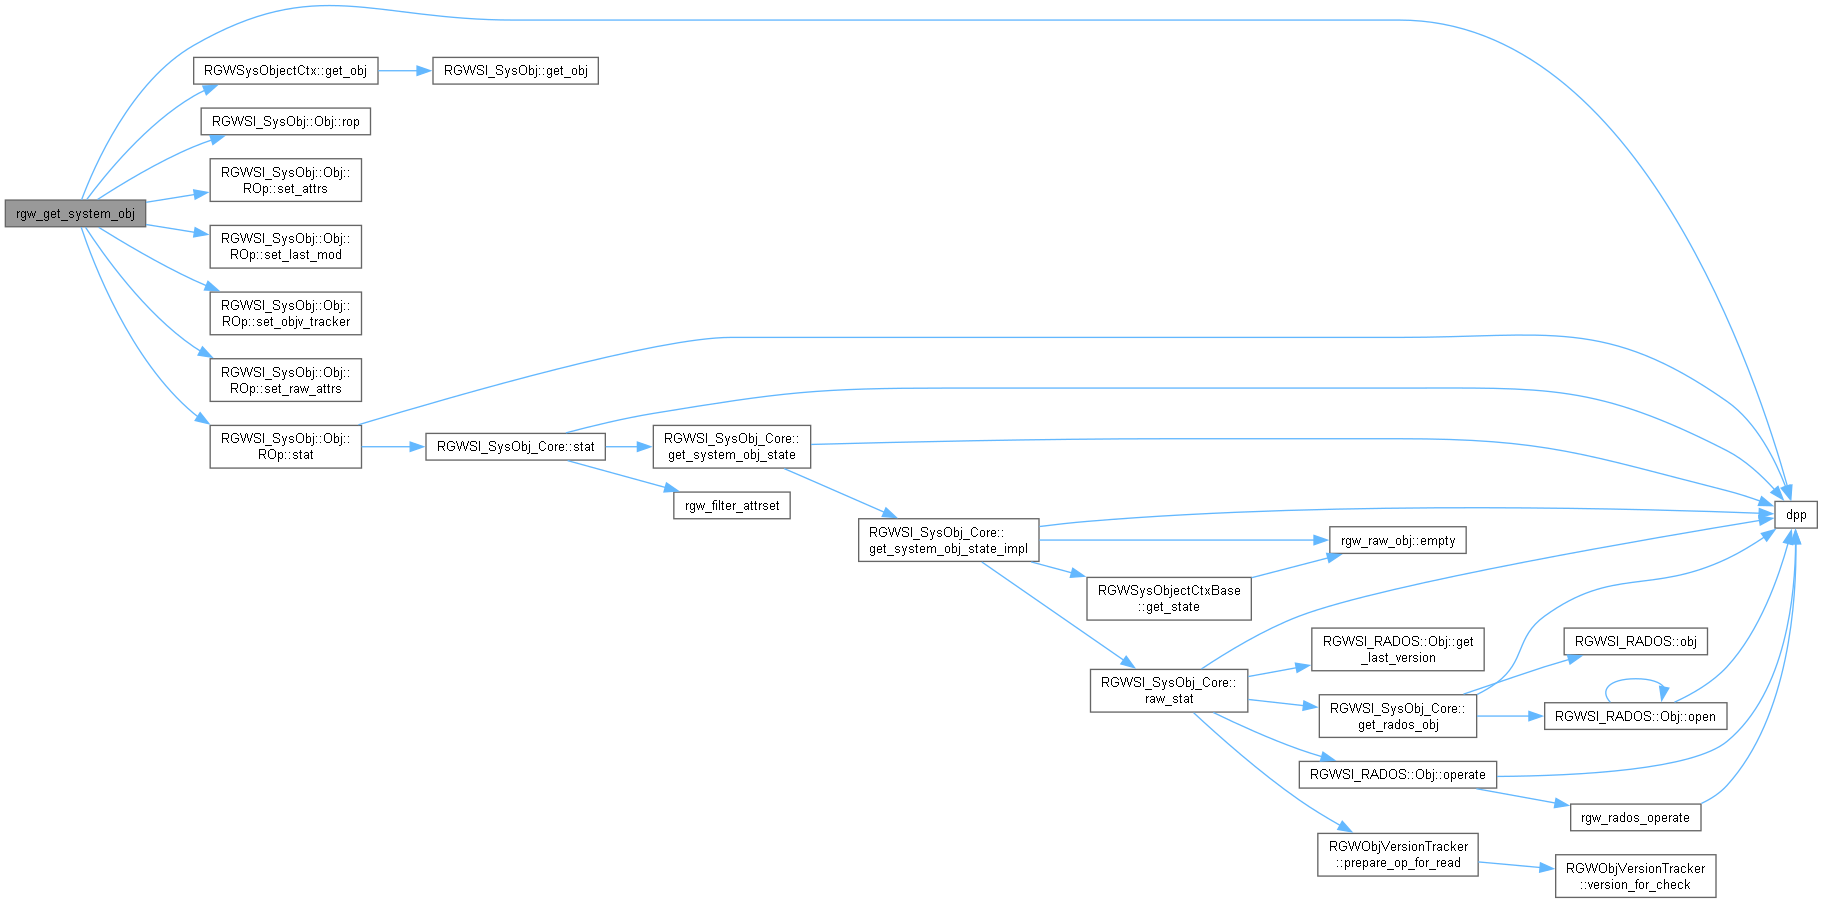 RGWSysObjectCtx::get_obj
RGWSI_SysObj::get_obj
RGWSI_SysObj::Obj::rop
RGWSI_SysObj::Obj::
ROp::set_attrs
rgw_get_system_obj
RGWSI_SysObj::Obj::
ROp::set_last_mod
RGWSI_SysObj::Obj::
ROp::set_objv_tracker
RGWSI_SysObj::Obj::
ROp::set_raw_attrs
RGWSI_SysObj::Obj::
ROp::stat
RGWSI_SysObj_Core::stat
RGWSI_SysObj_Core::
get_system_obj_state
rgw_filter_attrset
dpp
RGWSI_SysObj_Core::
get_system_obj_state_impl
rgw_raw_obj::empty
RGWSysObjectCtxBase
::get_state
RGWSI_RADOS::Obj::get
_last_version
RGWSI_RADOS::obj
RGWSI_SysObj_Core::
raw_stat
RGWSI_SysObj_Core::
get_rados_obj
RGWSI_RADOS::Obj::open
RGWSI_RADOS::Obj::operate
rgw_rados_operate
RGWObjVersionTracker
::prepare_op_for_read
RGWObjVersionTracker
::version_for_check